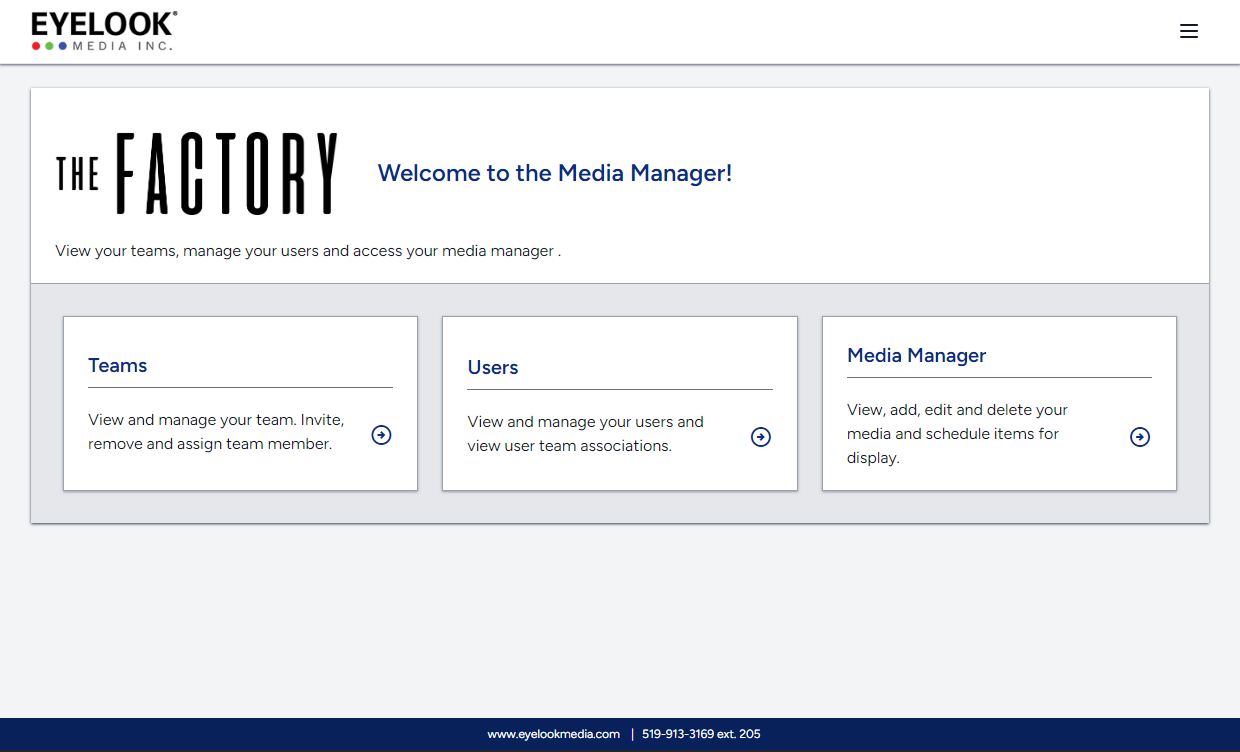 EYELOOK®
MEDIA INC.
THE FACTORY
Welcome to the Media Manager!
View your teams, manage your users and access your media manager .
Teams
View and manage your team. Invite,
remove and assign team member.
Users
View and manage your users and
view user team associations.
Media Manager
View, add, edit and delete your
media and schedule items for
display.
www.eyelookmedia.com | 519-913-3169 ext. 205